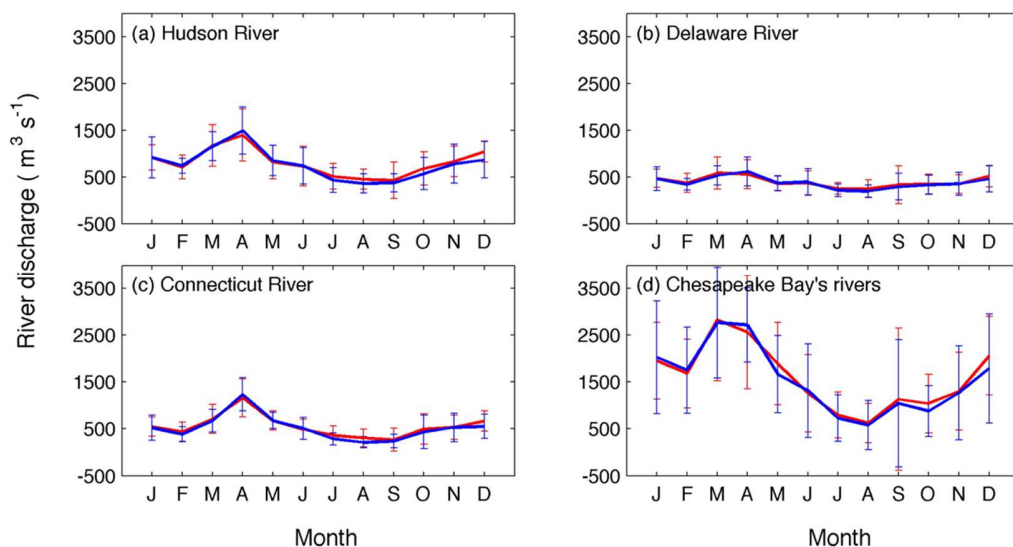 (a) Hudson River
(b) Delaware River
3500
2500
1500
500
-500
J F M A M J J A S O N D
3500
2500
1500
500
-500
J F M A M J J A S O N D
River discharge ( m³ s⁻¹)
(c) Connecticut River
(d) Chesapeake Bay's rivers
3500
2500
1500
500
-500
J F M A M J J A S O N D
3500
2500
1500
500
-500
J F M A M J J A S O N D
Month
Month